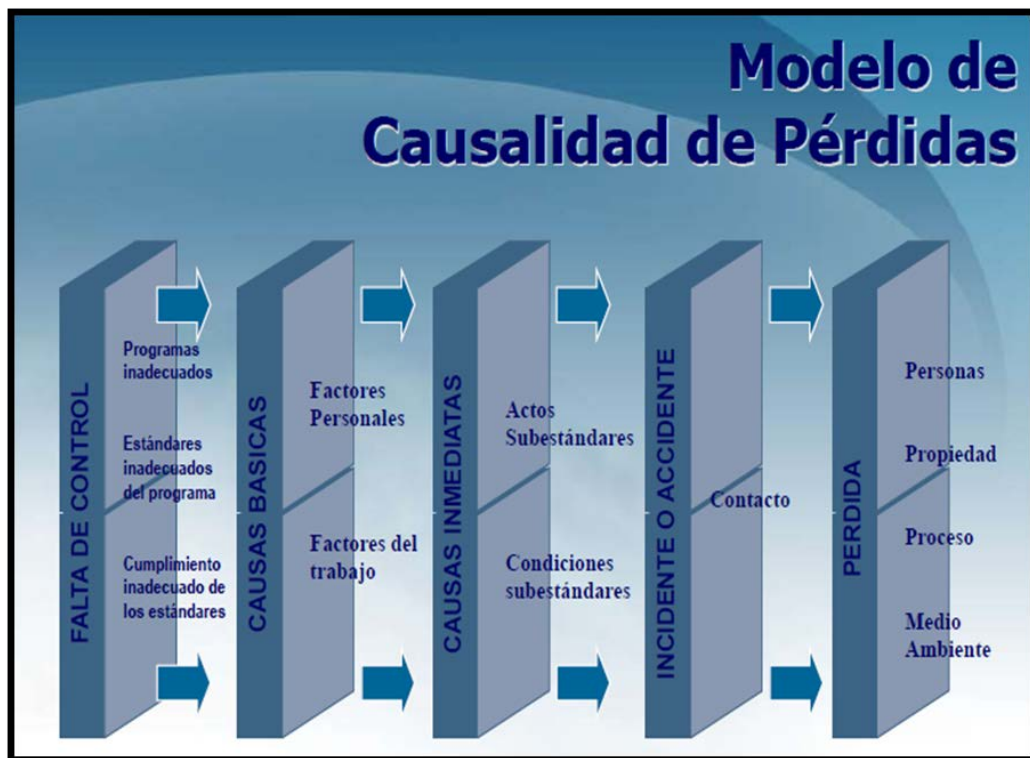 Modelo de
Causalidad de Pérdidas
FALTA DE CONTROL
Programas
inadecuados
Estándares
inadecuados
del programa
Cumplimiento
inadecuado de
los estándares
CAUSAS BASICAS
Factores
Personales
Factores del
trabajo
CAUSAS INMEDIATAS
Actos
Subestándares
Condiciones
subestándares
INCIDENTE O ACCIDENTE
Contacto
PERDIDA
Personas
Propiedad
Proceso
Medio
Ambiente